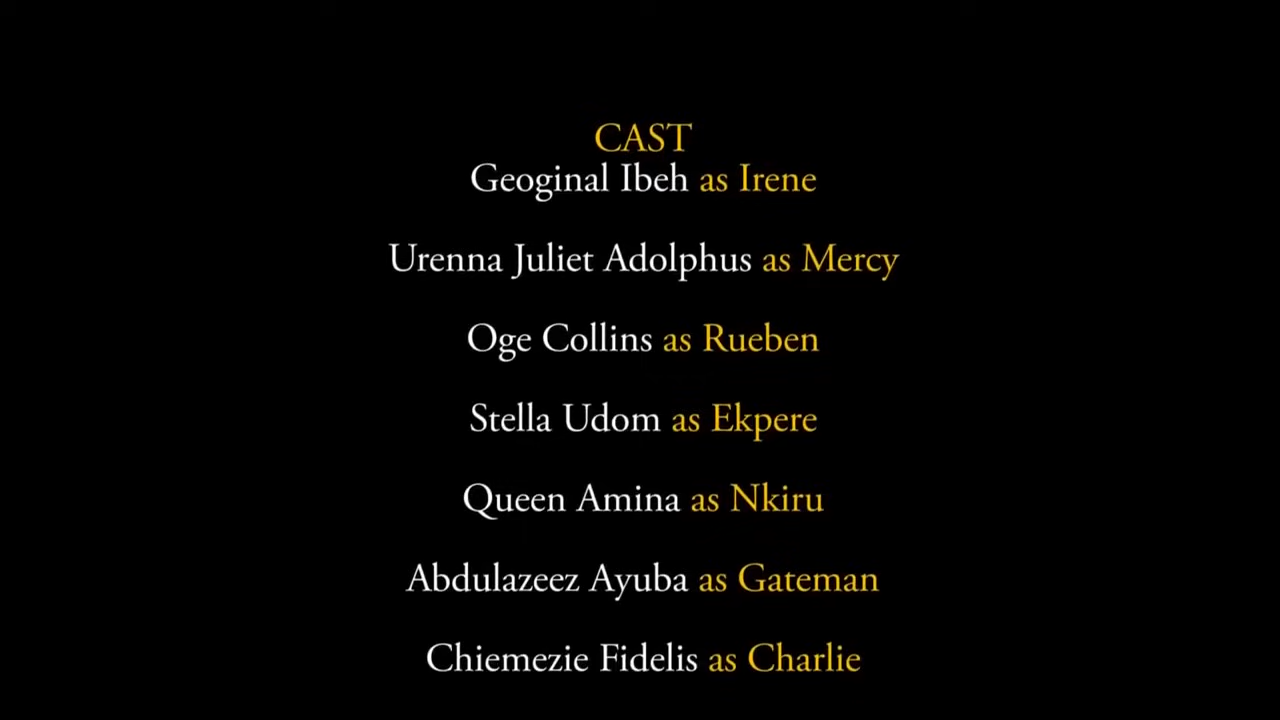 CAST
Geoginal Ibeh as Irene
Urenna Juliet Adolphus as Mercy
Oge Collins as Rueben
Stella Udom as Ekpere
Queen Amina as Nkiru
Abdulazeez Ayuba as Gateman
Chiemezie Fidelis as Charlie